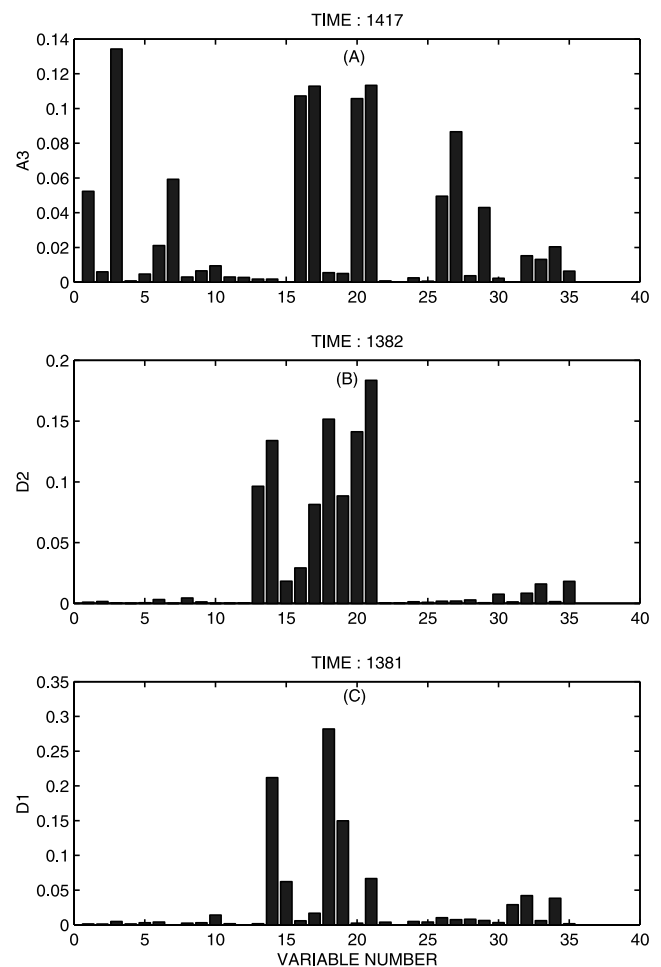 TIME : 1417
(A)
0.14
0.12
0.1
0.08
0.06
0.04
0.02
0
A3
0 5 10 15 20 25 30 35 40
TIME : 1382
(B)
0.2
0.15
0.1
0.05
0
D2
0 5 10 15 20 25 30 35 40
TIME : 1381
(C)
0.35
0.3
0.25
0.2
0.15
0.1
0.05
0
D1
0 5 10 15 20 25 30 35 40
VARIABLE NUMBER